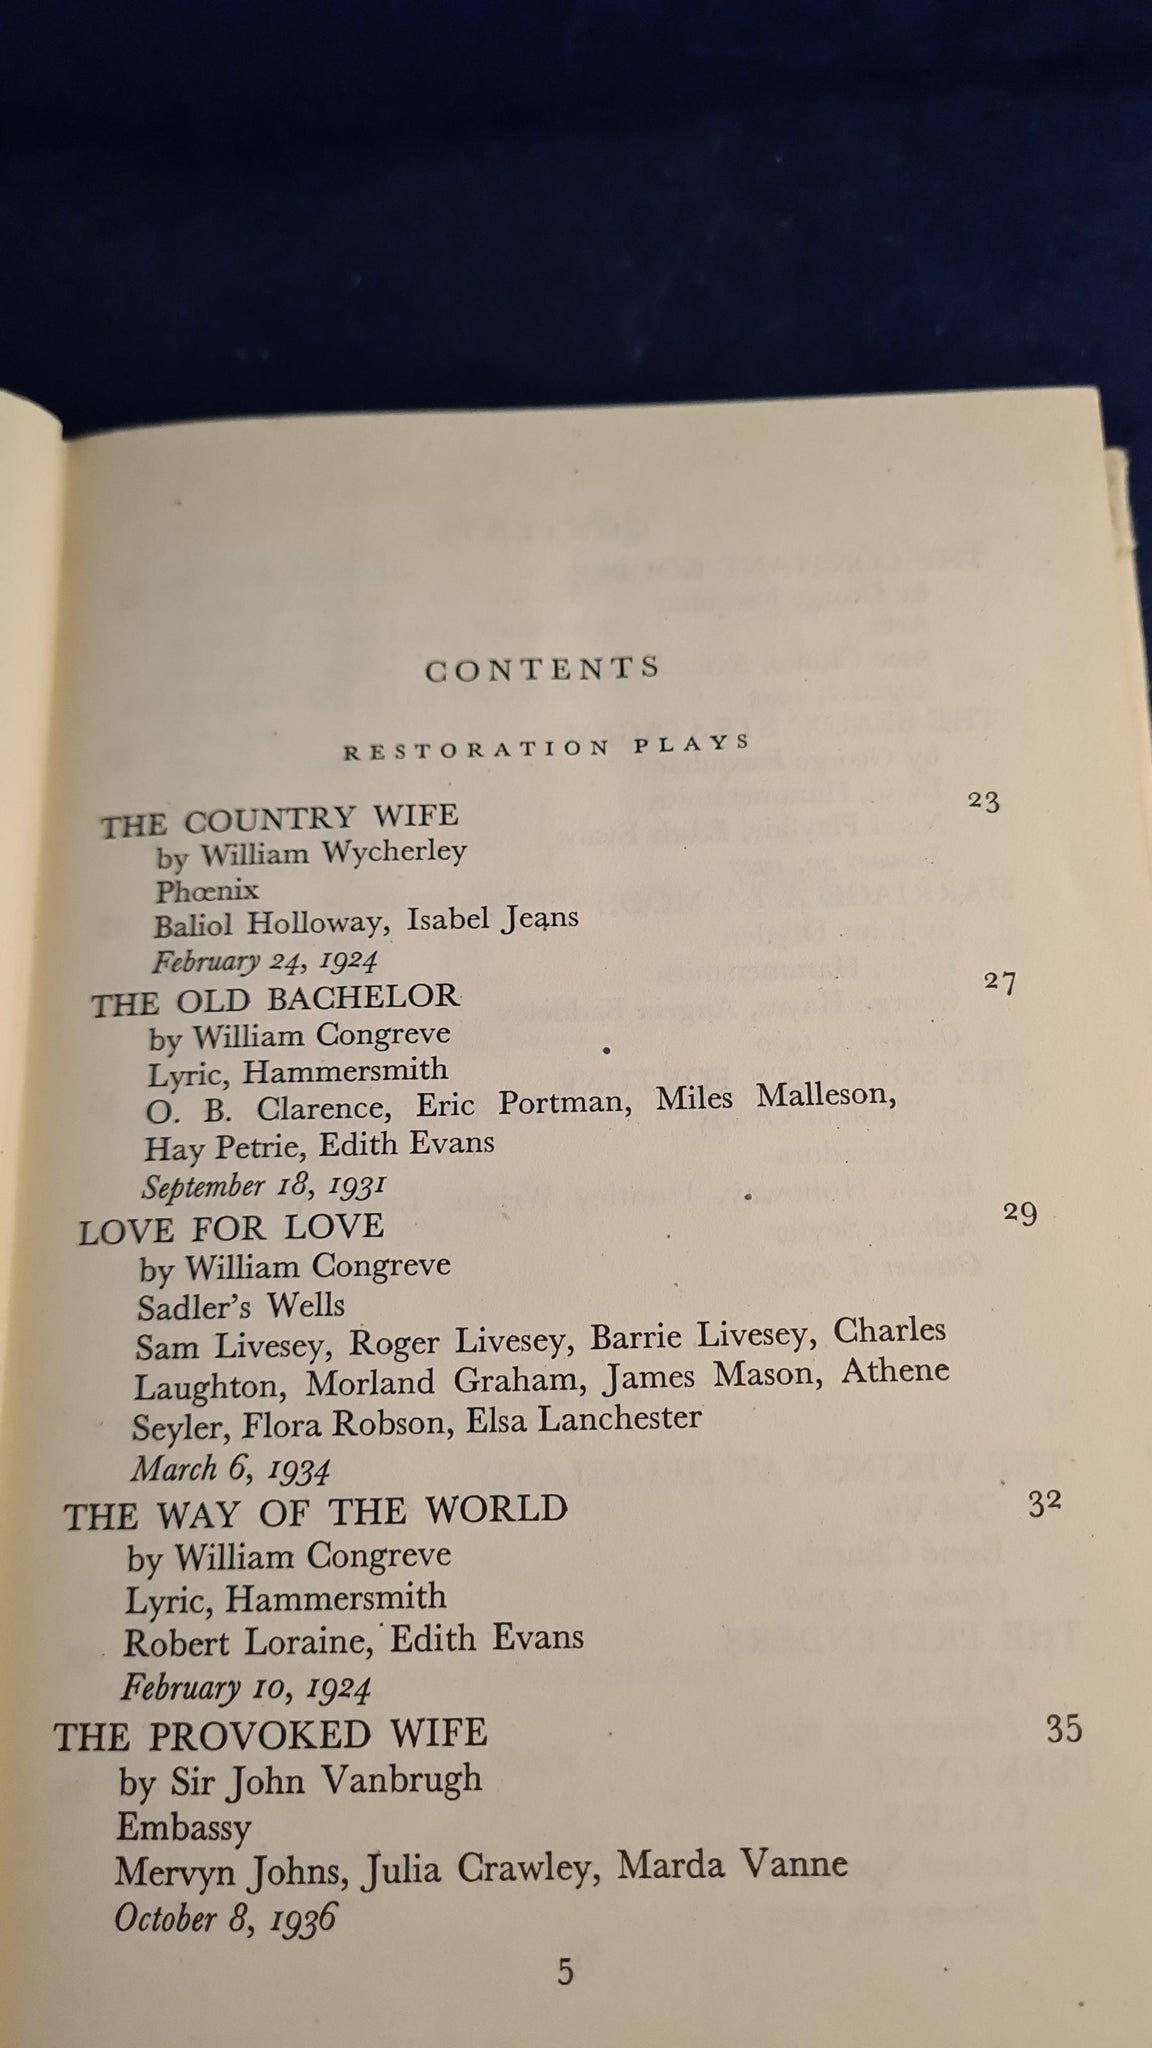 CONTENTS
RESTORATION PLAYS
THE COUNTRY WIFE 23
by William Wycherley
Phœnix
Baliol Holloway, Isabel Jeans
February 24, 1924
THE OLD BACHELOR 27
by William Congreve
Lyric, Hammersmith
O. B. Clarence, Eric Portman, Miles Malleson,
Hay Petrie, Edith Evans
September 18, 1931
LOVE FOR LOVE 29
by William Congreve
Sadler's Wells
Sam Livesey, Roger Livesey, Barrie Livesey, Charles
Laughton, Morland Graham, James Mason, Athene
Seyler, Flora Robson, Elsa Lanchester
March 6, 1934
THE WAY OF THE WORLD 32
by William Congreve
Lyric, Hammersmith
Robert Loraine, Edith Evans
February 10, 1924
THE PROVOKED WIFE 35
by Sir John Vanbrugh
Embassy
Mervyn Johns, Julia Crawley, Marda Vanne
October 8, 1936
5